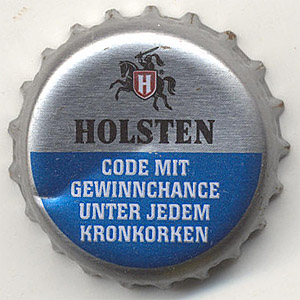 H
HOLSTEN
CODE MIT
GEWINNCHANCE
UNTER JEDEM
KRONKORKEN